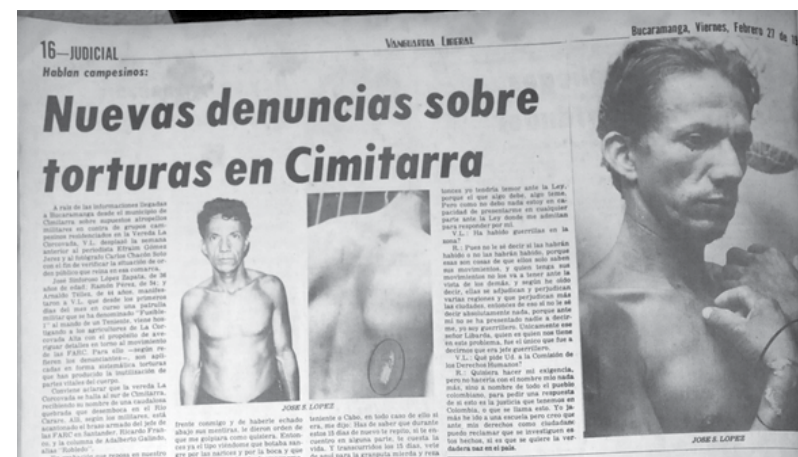 16—JUDICIAL
VANGUARDIA LIBERAL
Bucaramanga, Viernes, Febrero 27 de
Hablan campesinos:
Nuevas denuncias sobre
torturas en Cimitarra
A raíz de las informaciones llegadas
a Bucaramanga desde el municipio de
Cimitarra sobre supuestos atropellos
militares en contra de grupos cam-
pesinos residenciados en la Vereda La
Corcovada, V.L. desplazó la semana
anterior al periodista Efraím Gómez
Jerez y al fotógrafo Carlos Chacón Soto
con el fin de verificar la situación de or-
den público que reina en esa comarca.
José Sinforoso López Zapata, de 36
años de edad; Ramón Pérez, de 54; y
Arnaldo Téllez, de 44 años, manifes-
taron a V.L. que desde los primeros
días del mes en curso una patrulla
militar que se ha denominado
al mando de un Teniente, viene hos-
tigando a los agricultores de La Cor-
covada Alta con el propósito de ave-
riguar detalles en torno al movimiento
de las FARC. Para ello —según re-
fieren los denunciantes—, son apli-
cadas en forma sistemática torturas
que han producido la inutilización de
partes vitales del cuerpo.
Conviene aclarar que la vereda La
Corcovada se halla al sur de Cimitarra,
recibiendo su nombre de una caudalosa
quebrada que desemboca en el Río
Carare. Allí, según los militares, está
acantonado el brazo armado del jefe de
las FARC en Santander, Ricardo Fran-
co, y la columna de Adalberto Galindo,
alias "Robledo".
JOSE S. LOPEZ
frente conmigo y de haberle echado
abajo sus mentiras, le dieron orden de
que me golpiara como quisiera. Enton-
ces ya el tipo viéndome que botaba san-
gre por las narices y por la boca y que
teniente o Cabo, en todo caso de ello si
era, me dijo: Has de saber que durante
estos 15 días de nuevo te repito, si te en-
cuentro en alguna parte, te cuesta la
vida. Y transcurridos los 15 días, vete
tonces yo tendría temor ante la Ley,
porque el que algo debe, algo teme.
Pero como no debo nada estoy en ca-
pacidad de presentarme en cualquier
parte ante la Ley donde me admitan
para responder por mí.
V.L.: Ha habido guerrillas en la
zona?
R.: Pues no le sé decir si las habrán
habido o no las habrán habido, porque
esas son cosas de que ellos solo saben
sus movimientos, y quien tenga sus
movimientos no los va a tener ante la
vista de los demás, y según he oído
decir, ellas se adjudican y perjudican
varias regiones y que perjudican más
las ciudades, entonces de eso si no le sé
decir absolutamente nada, porque ante
mí no se ha presentado nadie a decir-
me, yo soy guerrillero. Unicamente ese
señor Libardo, quien es quien nos tiene
en este problema, fue el único que fue a
decirnos que era jefe guerrillero.
V.L.: Qué pide Ud. a la Comisión de
los Derechos Humanos?
R.: Quisiera hacer mi exigencia,
pero no hacerla con el nombre mío nada
más, sino a nombre de todo el pueblo
colombiano, para pedir una respuesta
de si esto es la justicia que tenemos en
Colombia, o que se llama esto. Yo ja-
más he ido a una escuela pero creo que
ante mis derechos como ciudadano
puedo reclamar que se investiguen es
los hechos, si es que se quiere la ver-
dadera paz en el país.
JOSE S. LOPEZ